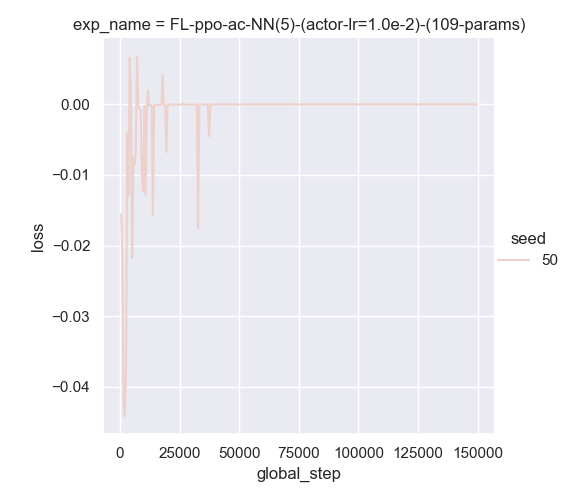 exp_name = FL-ppo-ac-NN(5)-(actor-lr=1.0e-2)-(109-params)
0.00
−0.01
−0.02
−0.03
−0.04
loss
0 25000 50000 75000 100000 125000 150000
global_step
seed
50